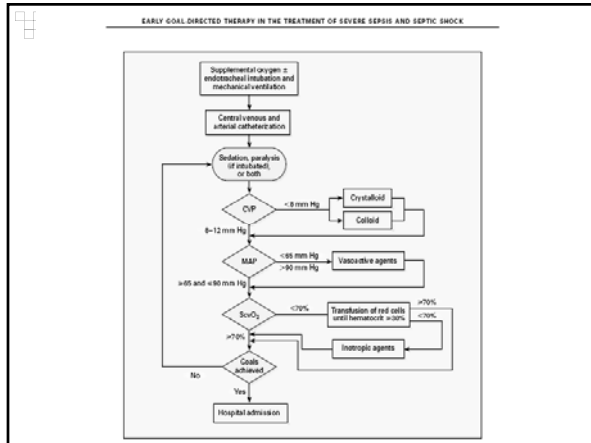 EARLY GOAL-DIRECTED THERAPY IN THE TREATMENT OF SEVERE SEPSIS AND SEPTIC SHOCK
Supplemental oxygen ±
endotracheal intubation and
mechanical ventilation
Central venous and
arterial catheterization
Sedation, paralysis
(if intubated),
or both
CVP
<8 mm Hg
Crystalloid
Colloid
8–12 mm Hg
MAP
<65 mm Hg
>90 mm Hg
Vasoactive agents
≥65 and ≤90 mm Hg
ScvO₂
<70%
Transfusion of red cells
until hematocrit ≥30%
≥70%
<70%
≥70%
Inotropic agents
Goals
achieved
No
Yes
Hospital admission